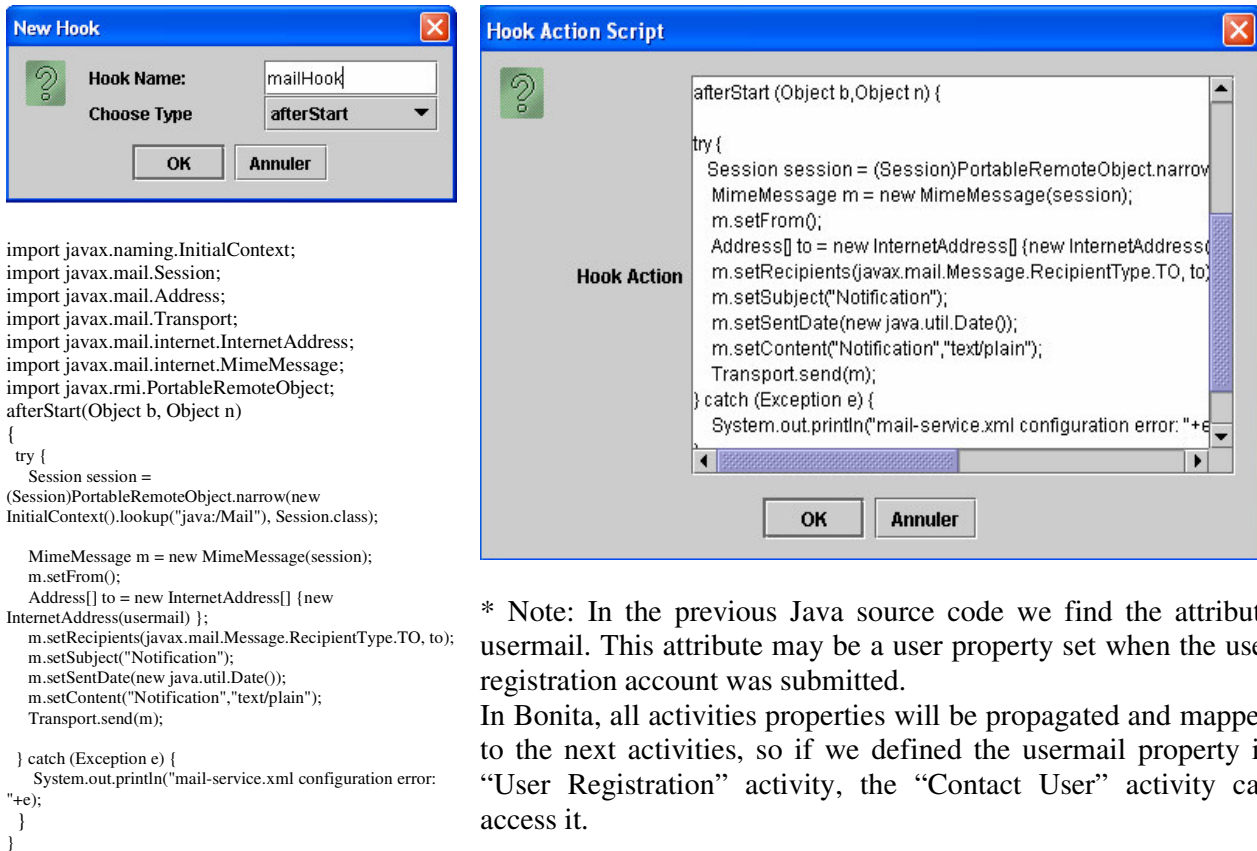 New Hook
Hook Name:
mailHook
Choose Type
afterStart
OK
Annuler
import javax.naming.InitialContext;
import javax.mail.Session;
import javax.mail.Address;
import javax.mail.Transport;
import javax.mail.internet.InternetAddress;
import javax.mail.internet.MimeMessage;
import javax.rmi.PortableRemoteObject;
afterStart(Object b, Object n)
{
try {
Session session =
(Session)PortableRemoteObject.narrow(new
InitialContext().lookup("java:/Mail"), Session.class);
MimeMessage m = new MimeMessage(session);
m.setFrom();
Address[] to = new InternetAddress[] {new
InternetAddress(usermail) };
m.setRecipients(javax.mail.Message.RecipientType.TO, to);
m.setSubject("Notification");
m.setSentDate(new java.util.Date());
m.setContent("Notification","text/plain");
Transport.send(m);
} catch (Exception e) {
System.out.println("mail-service.xml configuration error:
"+e);
}
}
Hook Action Script
Hook Action
afterStart (Object b,Object n) {
try {
Session session = (Session)PortableRemoteObject.narrow
MimeMessage m = new MimeMessage(session);
m.setFrom();
Address[] to = new InternetAddress[] {new InternetAddress(
m.setRecipients(javax.mail.Message.RecipientType.TO, to)
m.setSubject("Notification");
m.setSentDate(new java.util.Date());
m.setContent("Notification","text/plain");
Transport.send(m);
} catch (Exception e) {
System.out.println("mail-service.xml configuration error: "+e
OK
Annuler
* Note: In the previous Java source code we find the attribut
usermail. This attribute may be a user property set when the use
registration account was submitted.
In Bonita, all activities properties will be propagated and mappe
to the next activities, so if we defined the usermail property i
“User Registration” activity, the “Contact User” activity ca
access it.